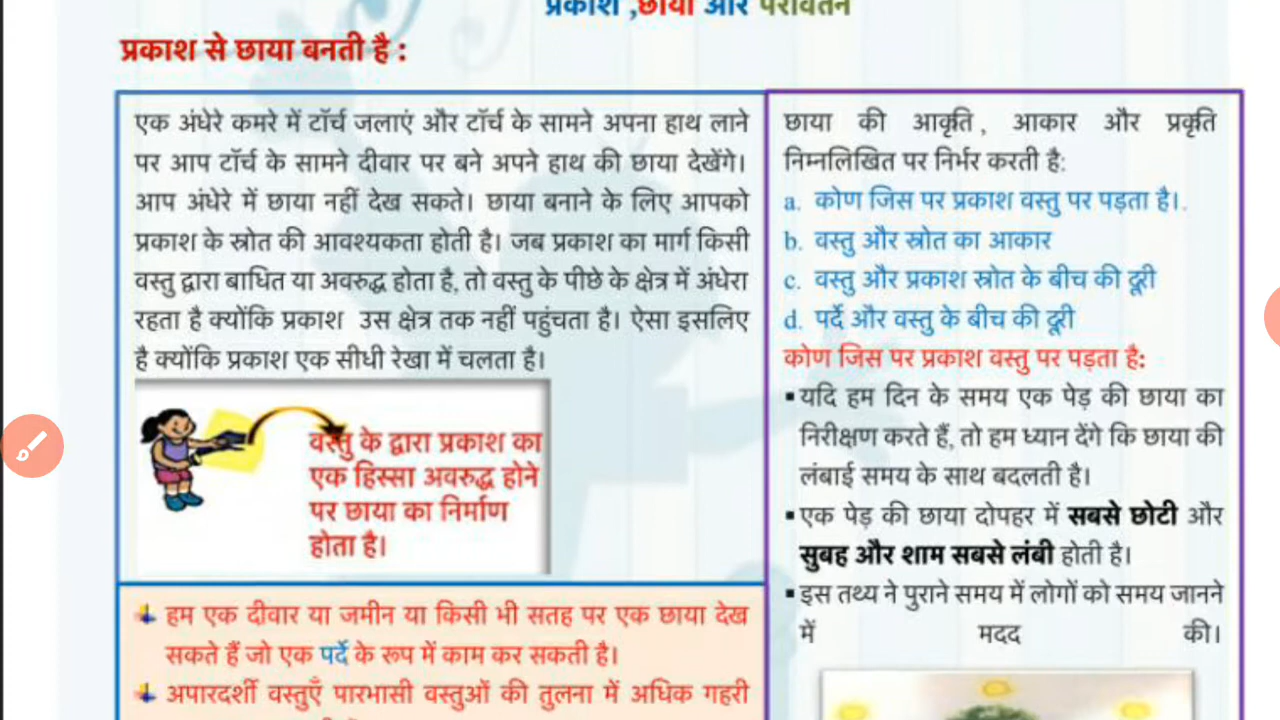 प्रकाश ,छाया और परावर्तन
प्रकाश से छाया बनती है :
एक अंधेरे कमरे में टॉर्च जलाएं और टॉर्च के सामने अपना हाथ लाने
पर आप टॉर्च के सामने दीवार पर बने अपने हाथ की छाया देखेंगे।
आप अंधेरे में छाया नहीं देख सकते। छाया बनाने के लिए आपको
प्रकाश के स्रोत की आवश्यकता होती है। जब प्रकाश का मार्ग किसी
वस्तु द्वारा बाधित या अवरुद्ध होता है, तो वस्तु के पीछे के क्षेत्र में अंधेरा
रहता है क्योंकि प्रकाश उस क्षेत्र तक नहीं पहुंचता है। ऐसा इसलिए
है क्योंकि प्रकाश एक सीधी रेखा में चलता है।
वस्तु के द्वारा प्रकाश का
एक हिस्सा अवरुद्ध होने
पर छाया का निर्माण
होता है।
हम एक दीवार या जमीन या किसी भी सतह पर एक छाया देख
सकते हैं जो एक पर्दे के रूप में काम कर सकती है।
अपारदर्शी वस्तुएँ पारभासी वस्तुओं की तुलना में अधिक गहरी
छाया की आकृति, आकार और प्रकृति
निम्नलिखित पर निर्भर करती है:
a. कोण जिस पर प्रकाश वस्तु पर पड़ता है।.
b. वस्तु और स्रोत का आकार
c. वस्तु और प्रकाश स्रोत के बीच की दूरी
d. पर्दे और वस्तु के बीच की दूरी
कोण जिस पर प्रकाश वस्तु पर पड़ता है:
▪यदि हम दिन के समय एक पेड़ की छाया का
निरीक्षण करते हैं, तो हम ध्यान देंगे कि छाया की
लंबाई समय के साथ बदलती है।
▪एक पेड़ की छाया दोपहर में सबसे छोटी और
सुबह और शाम सबसे लंबी होती है।
▪इस तथ्य ने पुराने समय में लोगों को समय जानने
में मदद की।